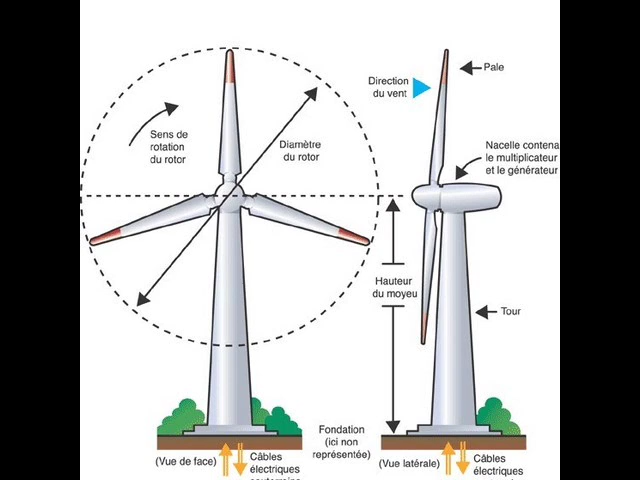 Direction
du vent
Pale
Sens de
rotation
du rotor
Diamètre
du rotor
Nacelle contena
le multiplicateur
et le générateur
Hauteur
du moyeu
Tour
Fondation
(ici non
représentée)
(Vue de face)
Câbles
électriques
(Vue latérale)
Câbles
électriques